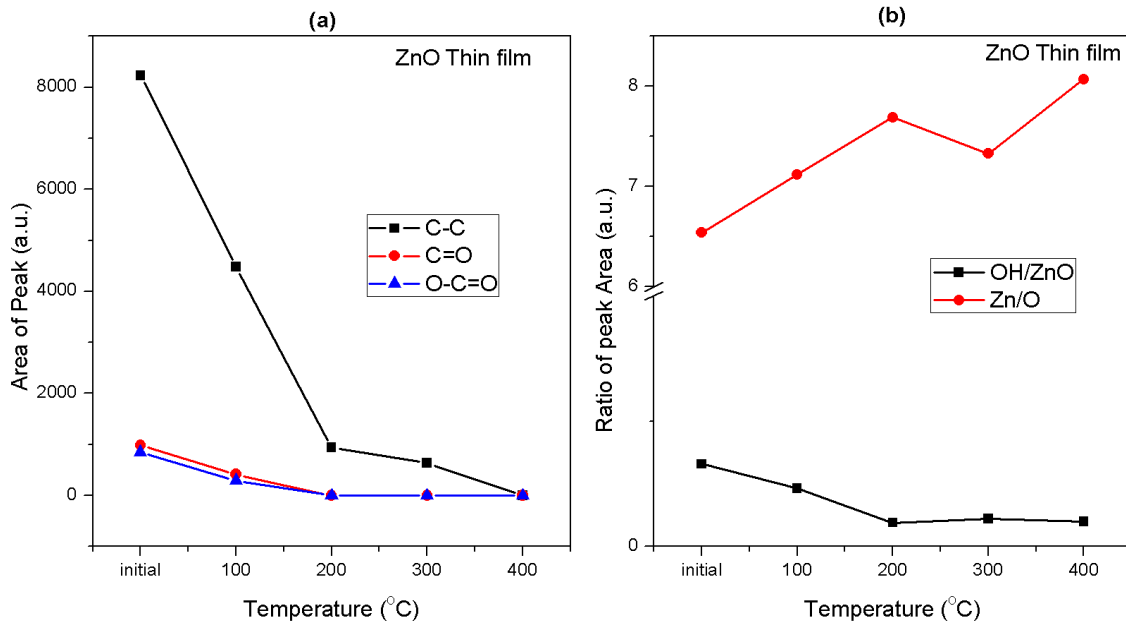 (a)
ZnO Thin film
Area of Peak (a.u.)
8000
6000
4000
2000
0
C-C
C=O
O-C=O
initial 100 200 300 400
Temperature (°C)
(b)
ZnO Thin film
Ratio of peak Area (a.u.)
8
7
6
0
OH/ZnO
Zn/O
initial 100 200 300 400
Temperature (°C)